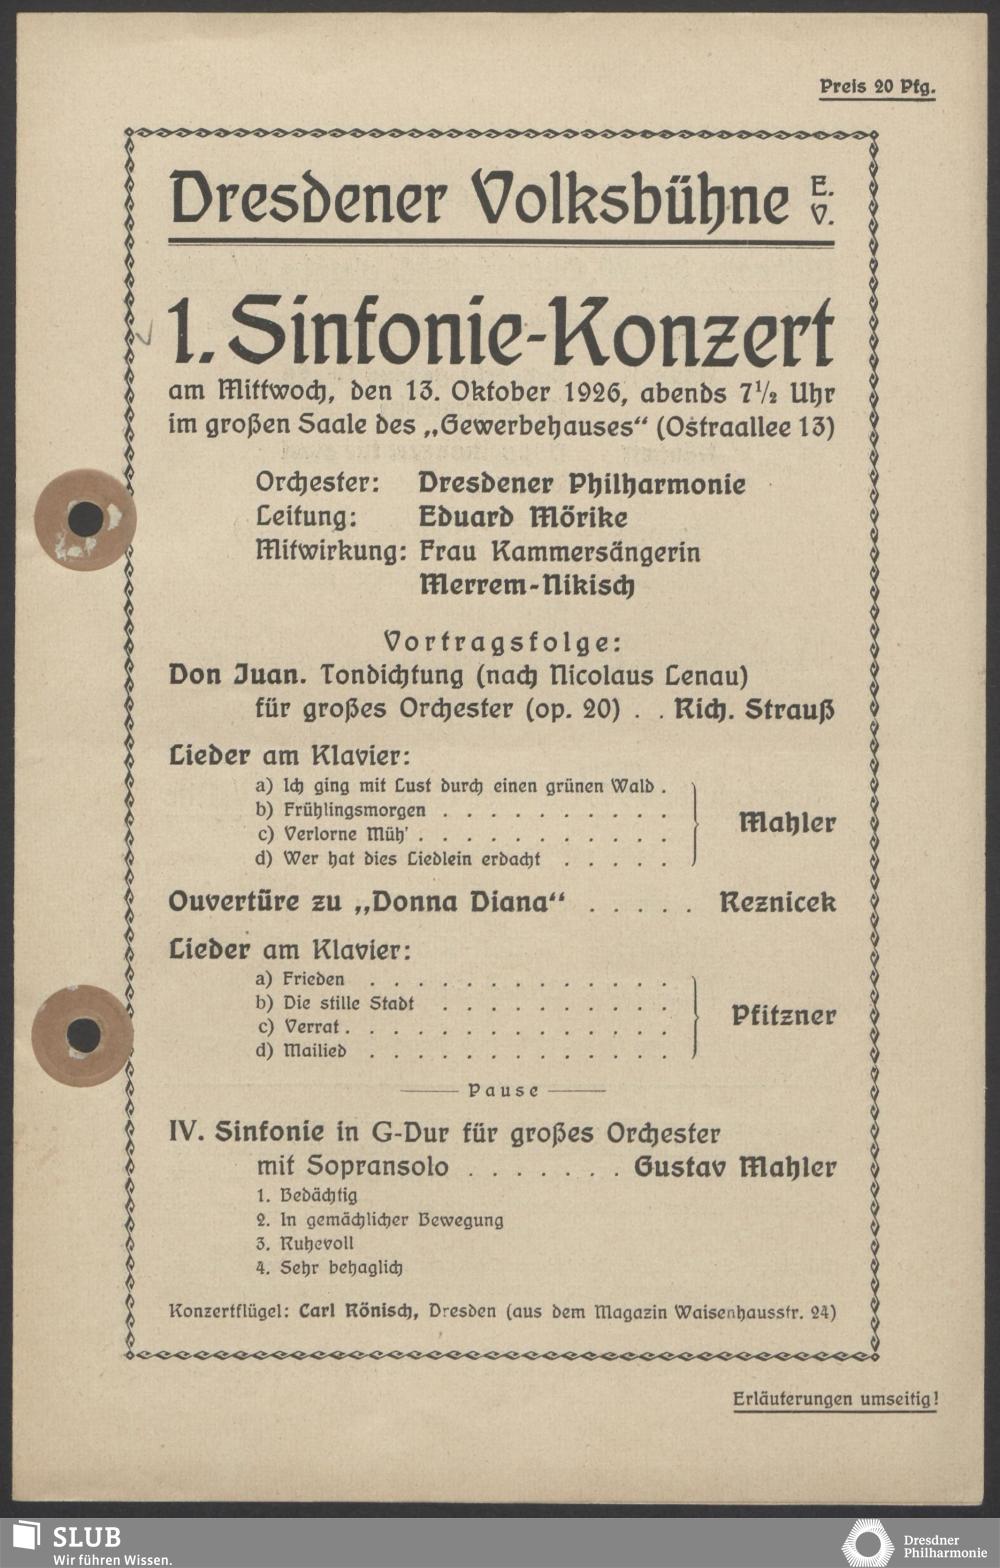 Preis 20 Pfg.
Dresdener Volksbühne E. V.
1. Sinfonie-Konzert
am Mittwoch, den 13. Oktober 1926, abends 7½ Uhr
im großen Saale des „Gewerbehauses“ (Ostraallee 13)
Orchester: Dresdener Philharmonie
Leitung: Eduard Mörike
Mitwirkung: Frau Kammersängerin
Merrem-Nikisch
Vortragsfolge:
Don Juan. Tondichtung (nach Nicolaus Lenau)
für großes Orchester (op. 20) . . Rich. Strauß
Lieder am Klavier:
a) Ich ging mit Lust durch einen grünen Wald .
b) Frühlingsmorgen . . . . . . . . . .
Mahler
c) Verlorne Müh' . . . . . . . . . . .
d) Wer hat dies Liedlein erdacht . . . . .
Ouvertüre zu „Donna Diana“ . . . . . Reznicek
Lieder am Klavier:
a) Frieden . . . . . . . . . . . . .
b) Die stille Stadt . . . . . . . . . .
Pfitzner
c) Verrat . . . . . . . . . . . . . .
d) Mailied . . . . . . . . . . . . .
Pause
IV. Sinfonie in G-Dur für großes Orchester
mit Sopransolo . . . . . . . Gustav Mahler
1. Bedächtig
2. In gemächlicher Bewegung
3. Ruhevoll
4. Sehr behaglich
Konzertflügel: Carl Rönisch, Dresden (aus dem Magazin Waisenhausstr. 24)
Erläuterungen umseitig!
SLUB
Wir führen Wissen.
Dresdner
Philharmonie